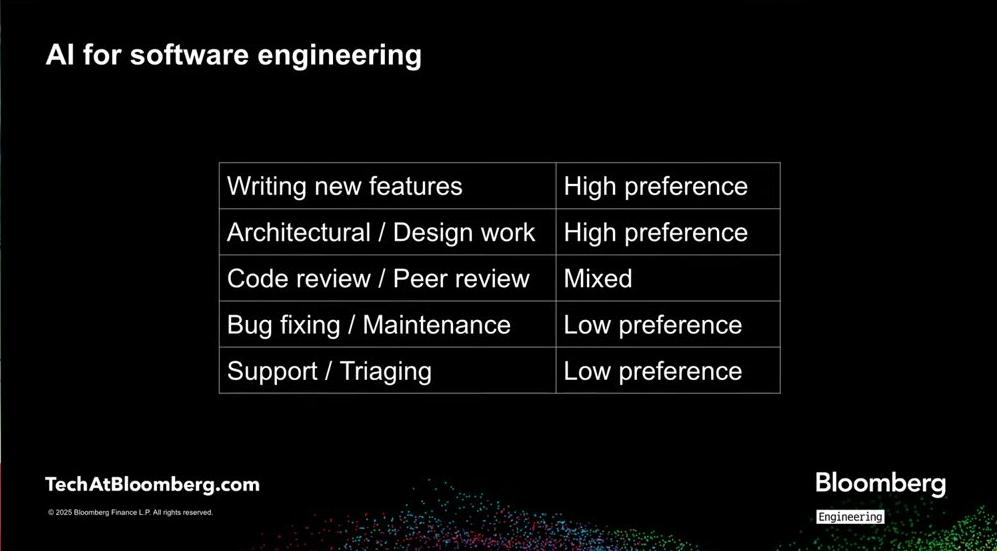 AI for software engineering
Writing new features High preference
Architectural / Design work High preference
Code review / Peer review Mixed
Bug fixing / Maintenance Low preference
Support / Triaging Low preference
TechAtBloomberg.com
© 2025 Bloomberg Finance L.P. All rights reserved.
Bloomberg
Engineering